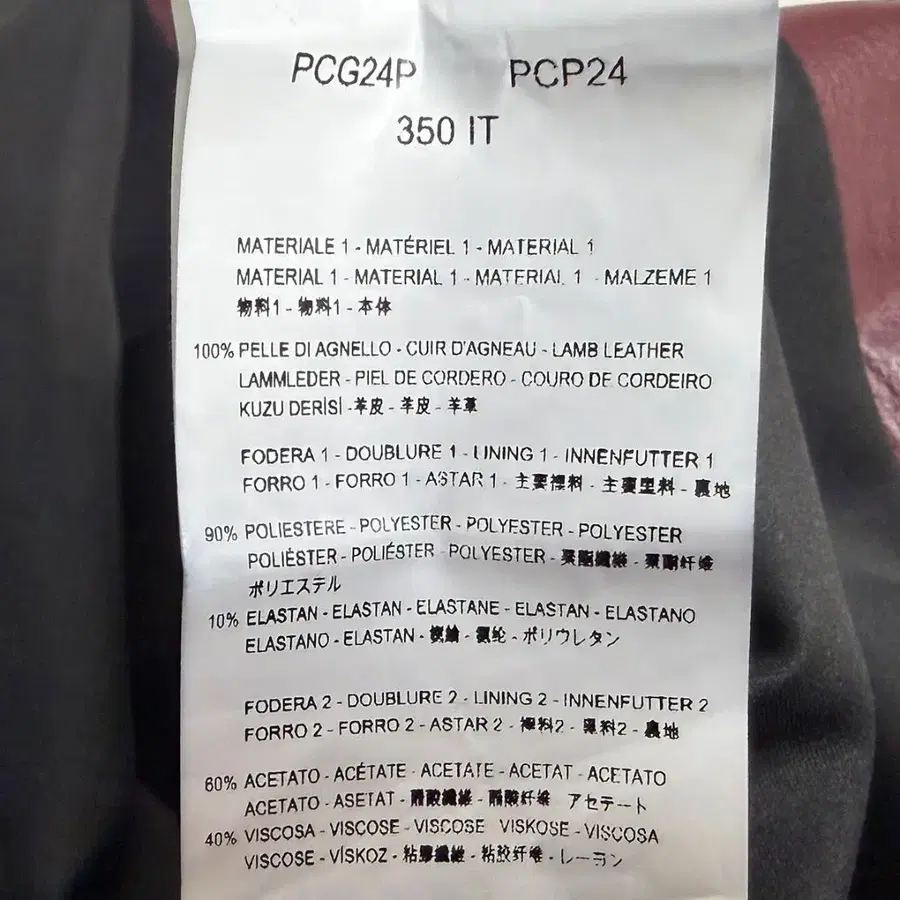 PCG24P PCP24
350 IT
MATERIALE 1 - MATÉRIEL 1 - MATERIAL 1
MATERIAL 1 - MATERIAL 1 - MATERIAL 1 - MALZEME 1
物料1 - 物料1 - 本体
100% PELLE DI AGNELLO - CUIR D'AGNEAU - LAMB LEATHER
LAMMLEDER - PIEL DE CORDERO - COURO DE CORDEIRO
KUZU DERİSİ - 羊皮 - 羊皮 - 羊革
FODERA 1 - DOUBLURE 1 - LINING 1 - INNENFUTTER 1
FORRO 1 - FORRO 1 - ASTAR 1 - 主要裡料 - 主要里料 - 裏地
90% POLIESTERE - POLYESTER - POLYESTER - POLYESTER
POLIÉSTER - POLIÉSTER - POLYESTER - 聚酯纖維 - 聚酯纤维
ポリエステル
10% ELASTAN - ELASTAN - ELASTANE - ELASTAN - ELASTANO
ELASTANO - ELASTAN - ポリウレタン
FODERA 2 - DOUBLURE 2 - LINING 2 - INNENFUTTER 2
FORRO 2 - FORRO 2 - ASTAR 2 - 裡料2 - 里料2 - 裏地
60% ACETATO - ACÉTATE - ACETATE - ACETAT - ACETATO
ACETATO - ASETAT - 醋酸纖維 - 醋酸纤维 アセテート
40% VISCOSA - VISCOSE - VISCOSE VISKOSE - VISCOSA
VISCOSE - VİSKOZ - 粘膠纖維 - 粘胶纤维 - レーヨン